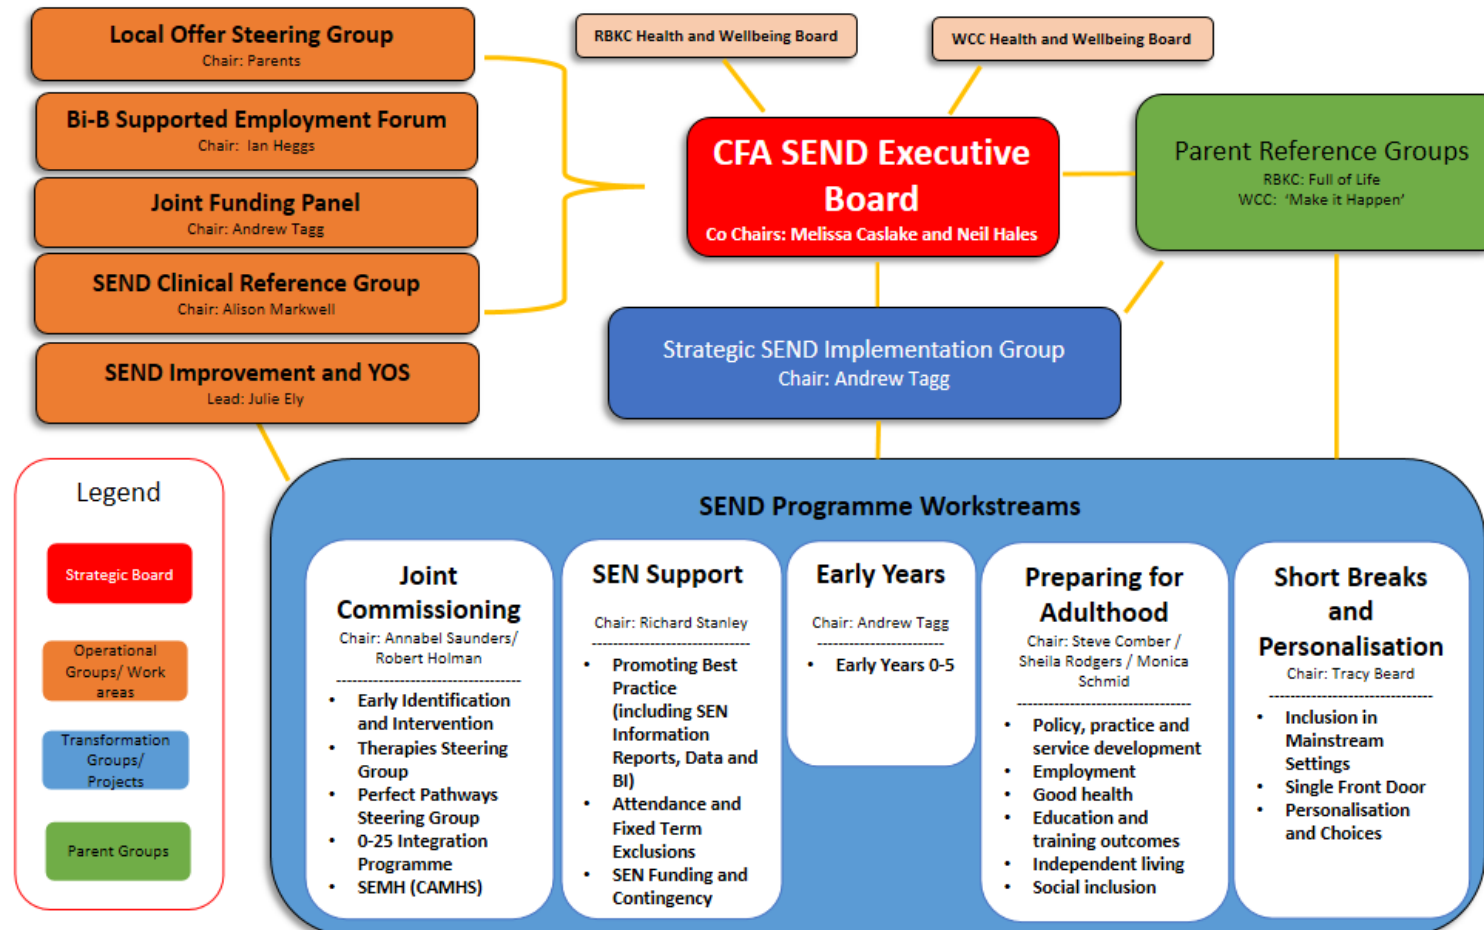 Local Offer Steering Group
Chair: Parents
Bi-B Supported Employment Forum
Chair:  Ian Heggs
Joint Funding Panel
Chair: Andrew Tagg
SEND Clinical Reference Group
Chair: Alison Markwell
SEND Improvement and YOS
Lead: Julie Ely
RBKC Health and Wellbeing Board
WCC Health and Wellbeing Board
CFA SEND Executive
Board
Co Chairs: Melissa Caslake and Neil Hales
Parent Reference Groups
RBKC: Full of Life
WCC:  ‘Make it Happen’
Strategic SEND Implementation Group
Chair: Andrew Tagg
Legend
Strategic Board
Operational
Groups/ Work
areas
Transformation
Groups/
Projects
Parent Groups
SEND Programme Workstreams
Joint
Commissioning
Chair: Annabel Saunders/
Robert Holman
-----------------------------------
• Early Identification
and Intervention
• Therapies Steering
Group
• Perfect Pathways
Steering Group
• 0-25 Integration
Programme
• SEMH (CAMHS)
SEN Support
Chair: Richard Stanley
------------------------------
• Promoting Best
Practice
(including SEN
Information
Reports, Data and
BI)
• Attendance and
Fixed Term
Exclusions
• SEN Funding and
Contingency
Early Years
Chair: Andrew Tagg
------------------------
• Early Years 0-5
Preparing for
Adulthood
Chair: Steve Comber /
Sheila Rodgers / Monica
Schmid
---------------------------------
• Policy, practice and
service development
• Employment
• Good health
• Education and
training outcomes
• Independent living
• Social inclusion
Short Breaks
and
Personalisation
Chair: Tracy Beard
-------------------------------
• Inclusion in
Mainstream
Settings
• Single Front Door
• Personalisation
and Choices